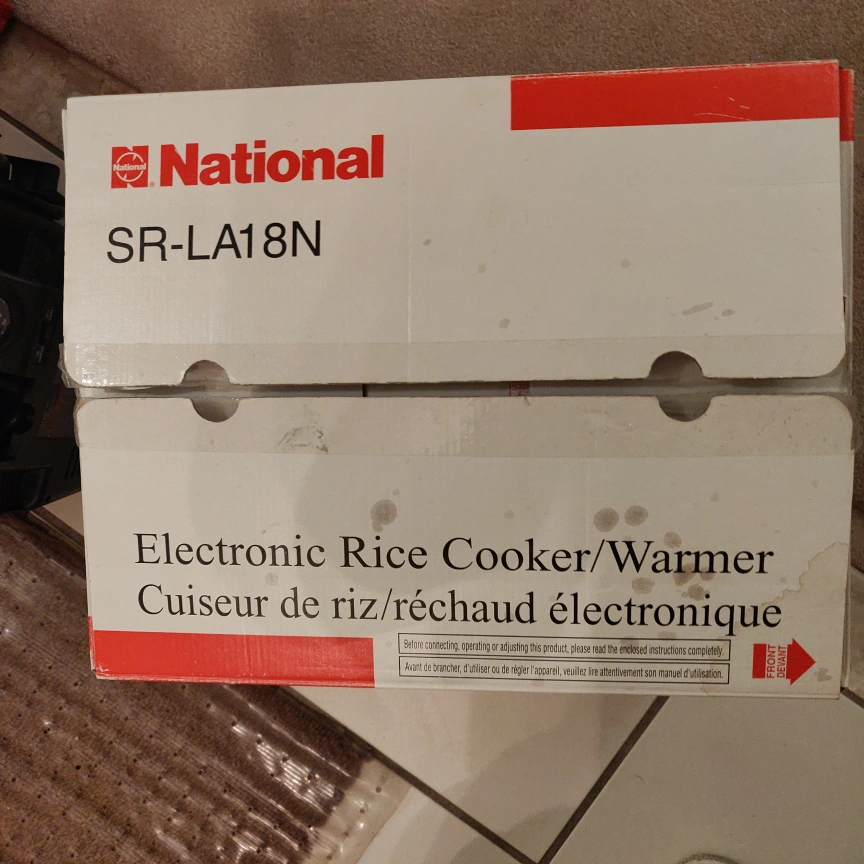 National
National
SR-LA18N
Electronic Rice Cooker/Warmer
Cuiseur de riz/réchaud électronique
Before connecting, operating or adjusting this product, please read the enclosed instructions completely.
Avant de brancher, d'utiliser ou de régler l'appareil, veuillez lire attentivement son manuel d'utilisation.
FRONT
DEVANT